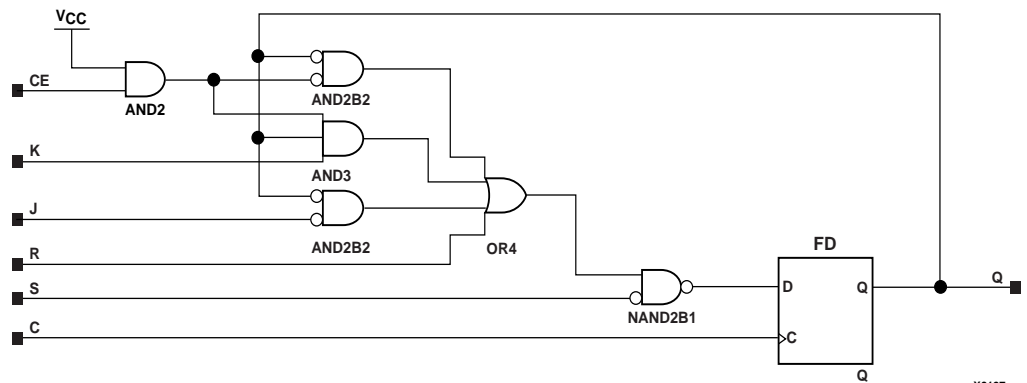 VCC
CE
AND2
AND2B2
K
AND3
J
AND2B2
R
OR4
S
NAND2B1
C
FD
D
Q
C
Q
Q